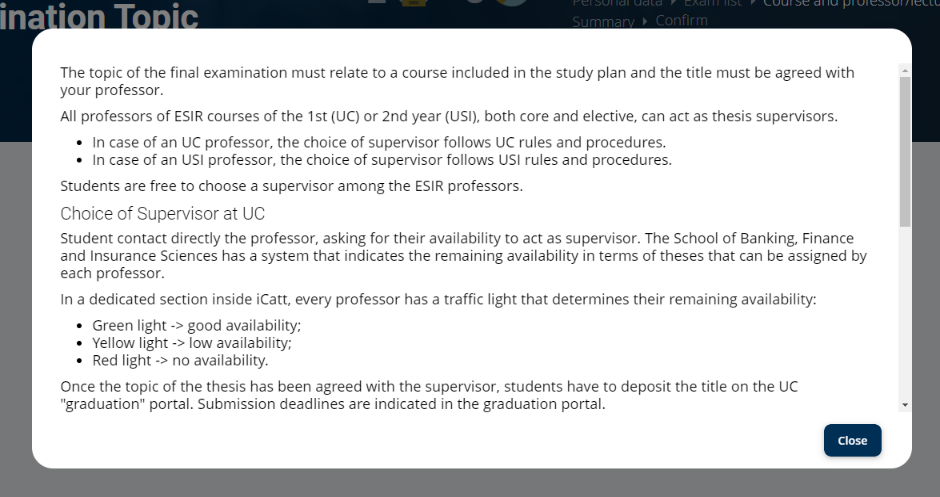 ination Topic
Personal data ▸ Exam list ▸ Course and professor/lectu
Summary ▸ Confirm
The topic of the final examination must relate to a course included in the study plan and the title must be agreed with
your professor.
All professors of ESIR courses of the 1st (UC) or 2nd year (USI), both core and elective, can act as thesis supervisors.
• In case of an UC professor, the choice of supervisor follows UC rules and procedures.
• In case of an USI professor, the choice of supervisor follows USI rules and procedures.
Students are free to choose a supervisor among the ESIR professors.
Choice of Supervisor at UC
Student contact directly the professor, asking for their availability to act as supervisor. The School of Banking, Finance
and Insurance Sciences has a system that indicates the remaining availability in terms of theses that can be assigned by
each professor.
In a dedicated section inside iCatt, every professor has a traffic light that determines their remaining availability:
• Green light -> good availability;
• Yellow light -> low availability;
• Red light -> no availability.
Once the topic of the thesis has been agreed with the supervisor, students have to deposit the title on the UC
"graduation" portal. Submission deadlines are indicated in the graduation portal.
Close